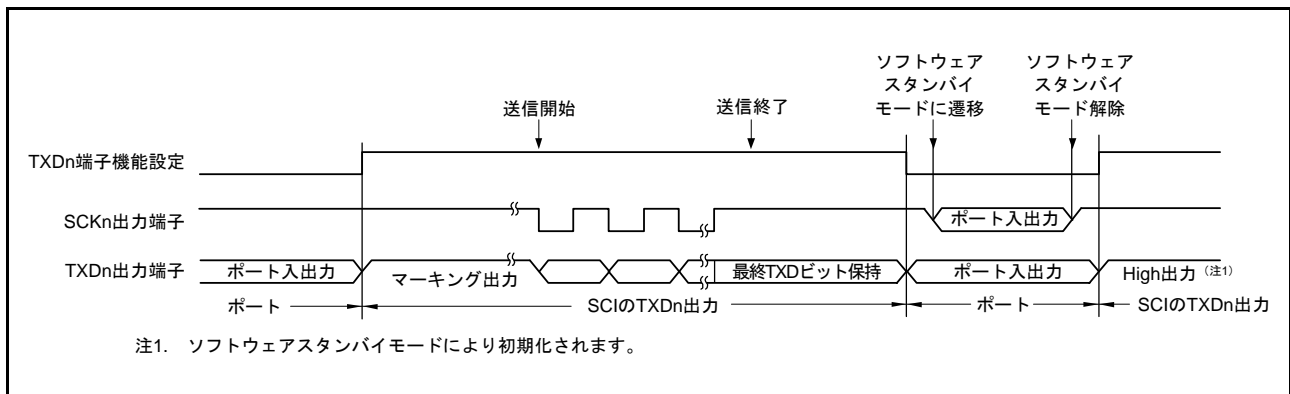 ソフトウェア
スタンバイ
モードに遷移
ソフトウェア
スタンバイ
モード解除
送信開始
送信終了
TXDn端子機能設定
SCKn出力端子
ポート入出力
TXDn出力端子
ポート入出力
マーキング出力
最終TXDビット保持
ポート入出力
High出力（注1）
ポート
SCIのTXDn出力
ポート
SCIのTXDn出力
注1. ソフトウェアスタンバイモードにより初期化されます。